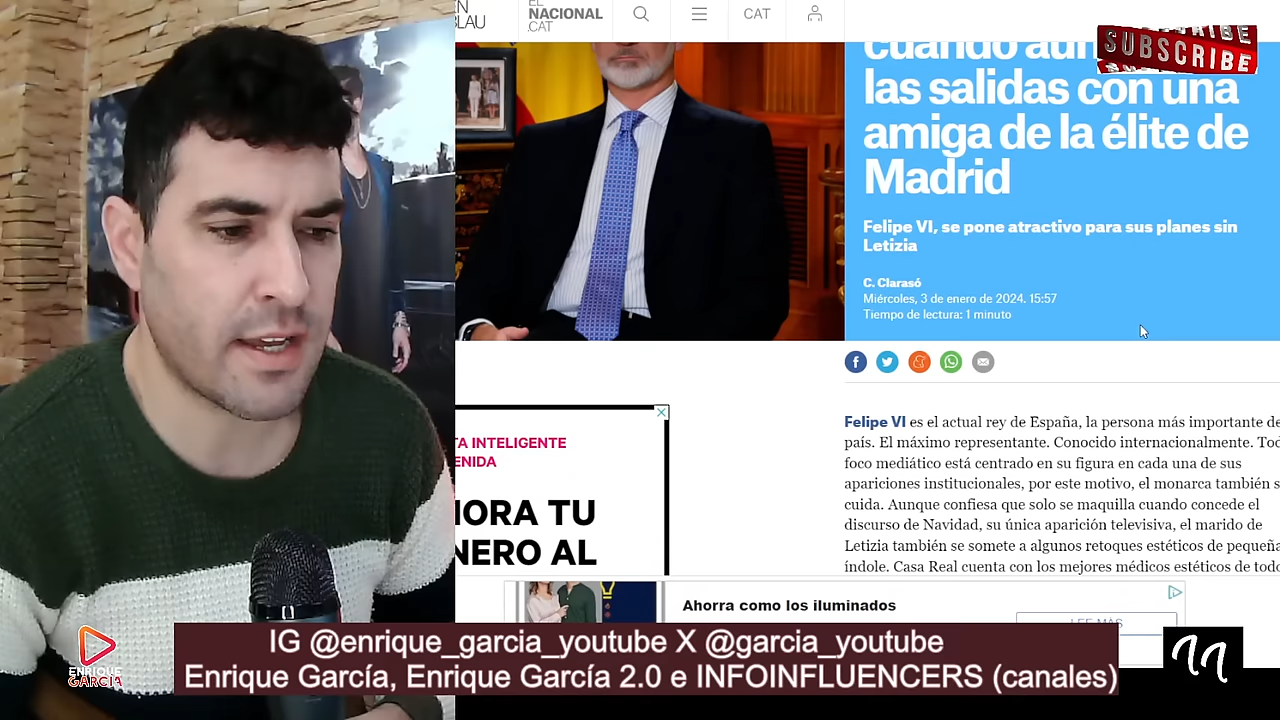 EN
BLAU
EL
NACIONAL
.CAT
CAT
SUBSCRIBE
las salidas con una
amiga de la élite de
Madrid
Felipe VI, se pone atractivo para sus planes sin
Letizia
C. Clarasó
Miércoles, 3 de enero de 2024. 15:57
Tiempo de lectura: 1 minuto
Felipe VI es el actual rey de España, la persona más importante de
país. El máximo representante. Conocido internacionalmente. Tod
foco mediático está centrado en su figura en cada una de sus
apariciones institucionales, por este motivo, el monarca también s
cuida. Aunque confiesa que solo se maquilla cuando concede el
discurso de Navidad, su única aparición televisiva, el marido de
Letizia también se somete a algunos retoques estéticos de pequeña
índole. Casa Real cuenta con los mejores médicos estéticos de todo
TA INTELIGENTE
ENIDA
HORA TU
NERO AL
Ahorra como los iluminados
IG @enrique_garcia_youtube X @garcia_youtube
Enrique García, Enrique García 2.0 e INFOINFLUENCERS (canales)
ENRIQUE
GARCÍA